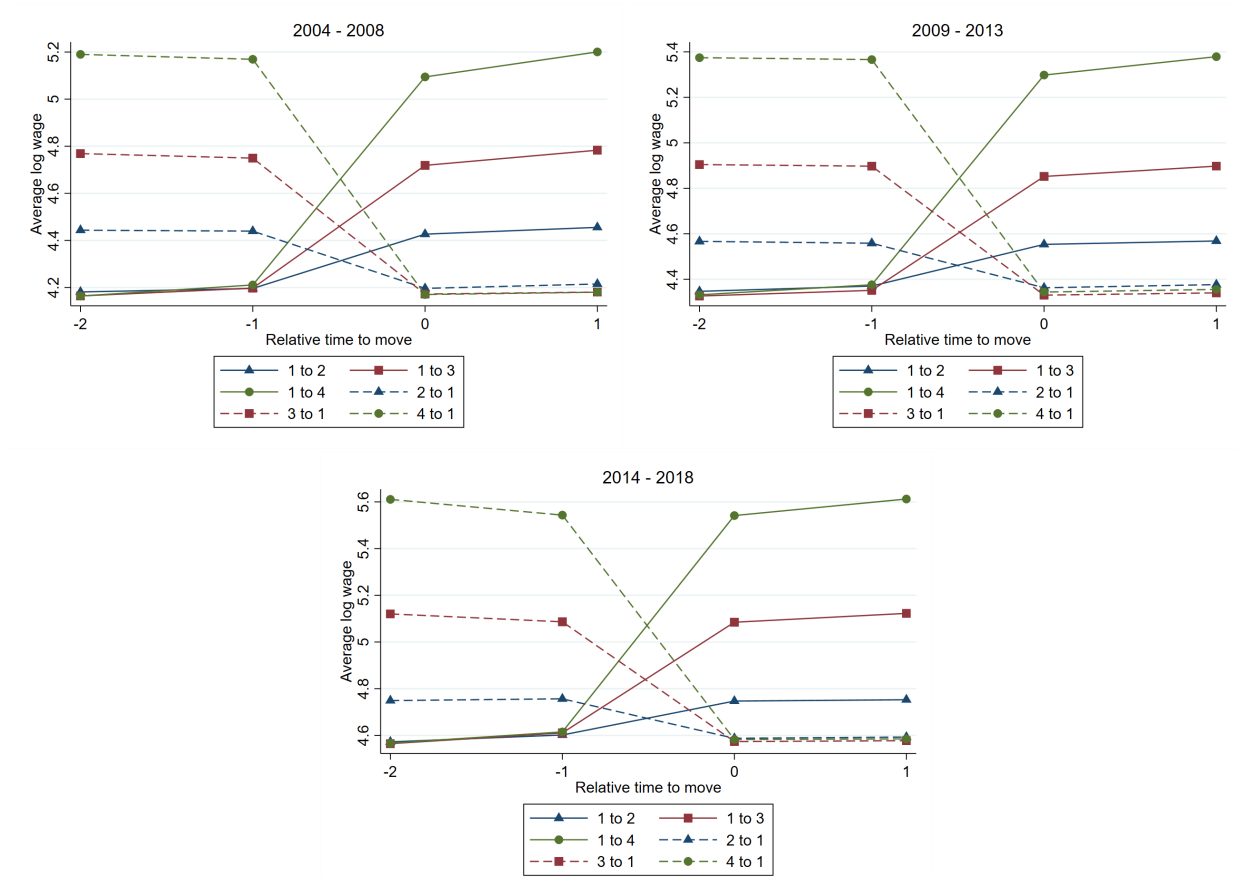 2004 - 2008
Average log wage
5.2
5
4.8
4.6
4.4
4.2
-2 -1 0 1
Relative time to move
1 to 2 1 to 3
1 to 4 2 to 1
3 to 1 4 to 1
2009 - 2013
Average log wage
5.4
5.2
5
4.8
4.6
4.4
-2 -1 0 1
Relative time to move
1 to 2 1 to 3
1 to 4 2 to 1
3 to 1 4 to 1
2014 - 2018
Average log wage
5.6
5.4
5.2
5
4.8
4.6
-2 -1 0 1
Relative time to move
1 to 2 1 to 3
1 to 4 2 to 1
3 to 1 4 to 1